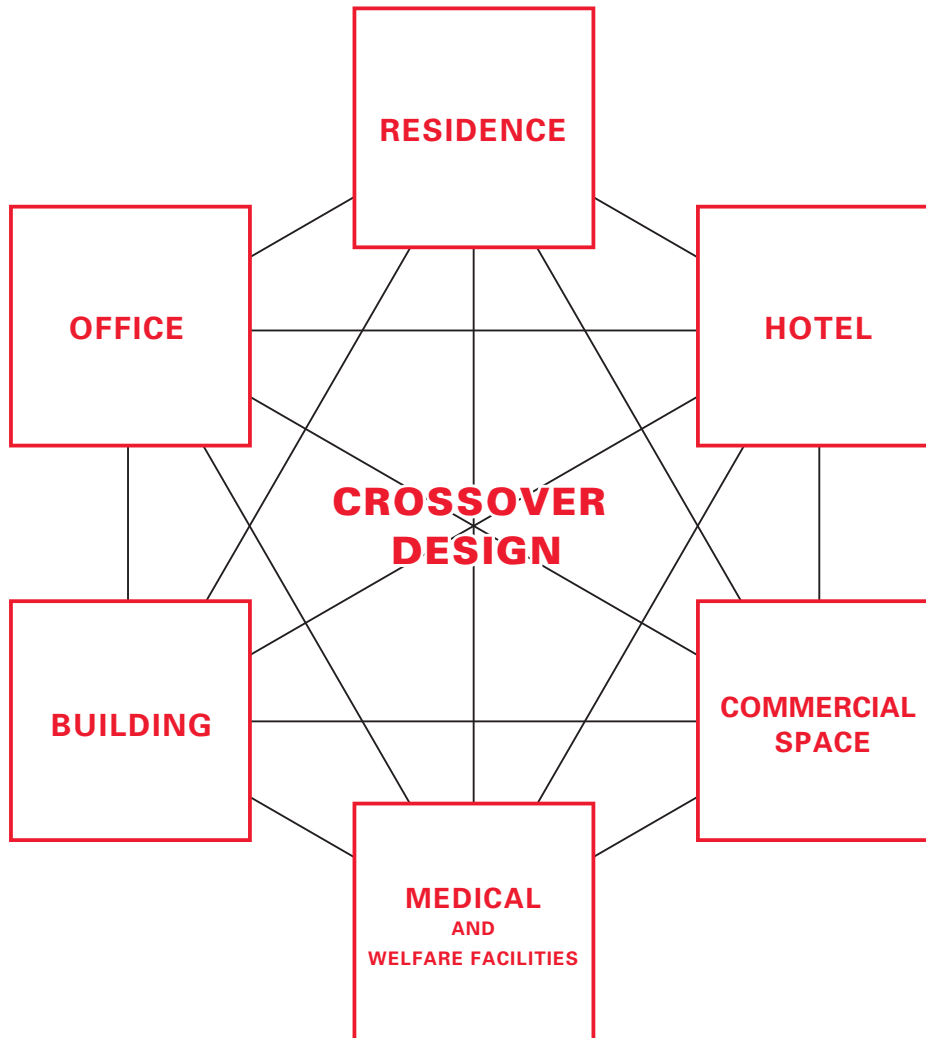 RESIDENCE
OFFICE
HOTEL
CROSSOVER
DESIGN
BUILDING
COMMERCIAL
SPACE
MEDICAL
AND
WELFARE FACILITIES